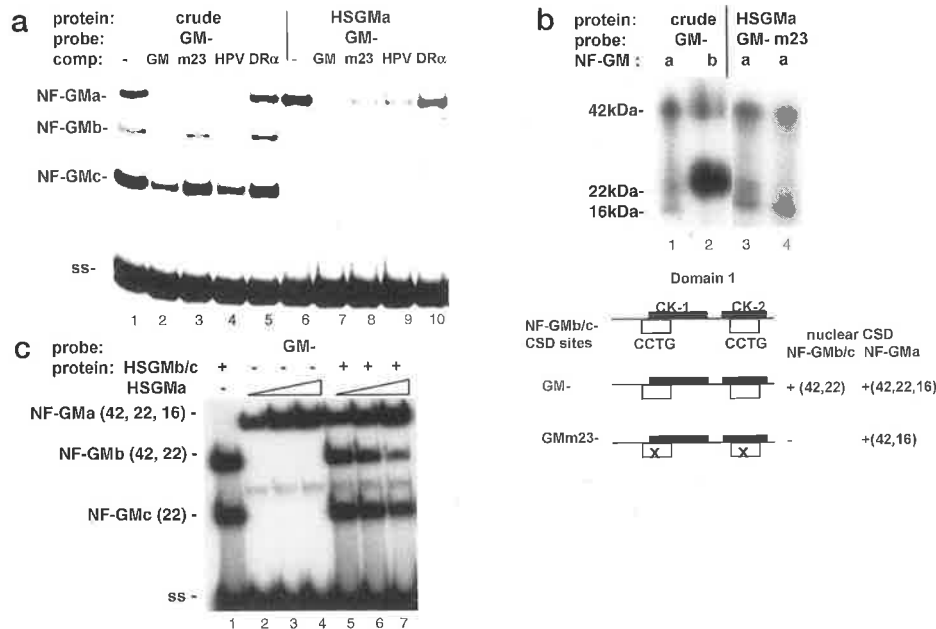 a
protein: crude HSGMa
probe: GM- GM-
comp: - GM m23 HPV DRα - GM m23 HPV DRα
NF-GMa-
NF-GMb-
NF-GMc-
ss-
1 2 3 4 5 6 7 8 9 10
b
protein: crude HSGMa
probe: GM- GM- m23
NF-GM : a b a a
42kDa-
22kDa-
16kDa-
1 2 3 4
Domain 1
CK-1 CK-2
NF-GMb/c-
CSD sites
CCTG CCTG
nuclear CSD
NF-GMb/c NF-GMa
GM- + (42,22) +(42,22,16)
GMm23- X X - +(42,16)
c
probe: GM-
protein: HSGMb/c + - - - + + +
HSGMa -
NF-GMa (42, 22, 16) -
NF-GMb (42, 22) -
NF-GMc (22) -
ss -
1 2 3 4 5 6 7